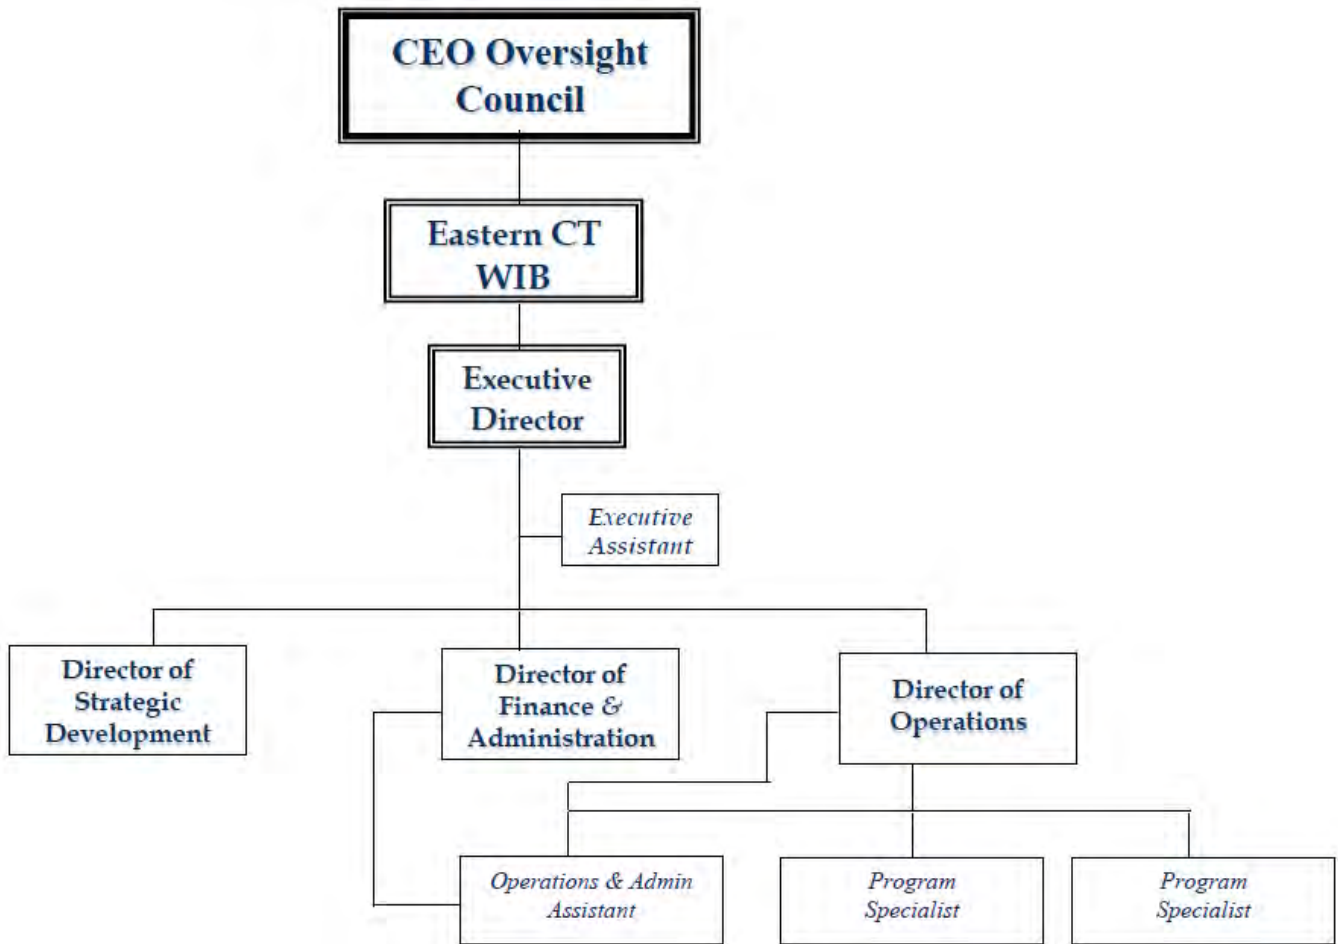 CEO Oversight
Council
Eastern CT
WIB
Executive
Director
Executive
Assistant
Director of
Strategic
Development
Director of
Finance &
Administration
Director of
Operations
Operations & Admin
Assistant
Program
Specialist
Program
Specialist